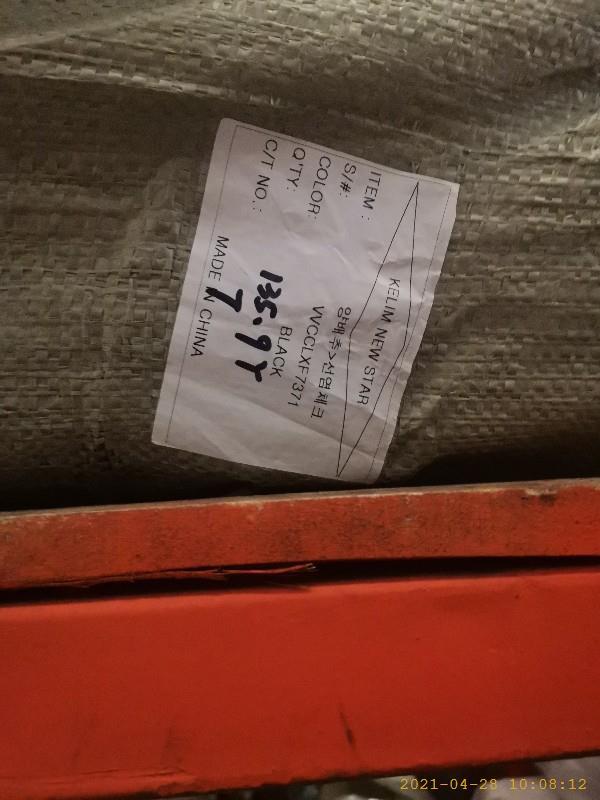 KELIM NEW STAR
ITEM : 양배추>선염체크
S/#: VVCCLXF7371
COLOR: BLACK
Q'TY: 135.9Y
C/T NO.: 7
MADE IN CHINA
2021-04-28 10:08:12